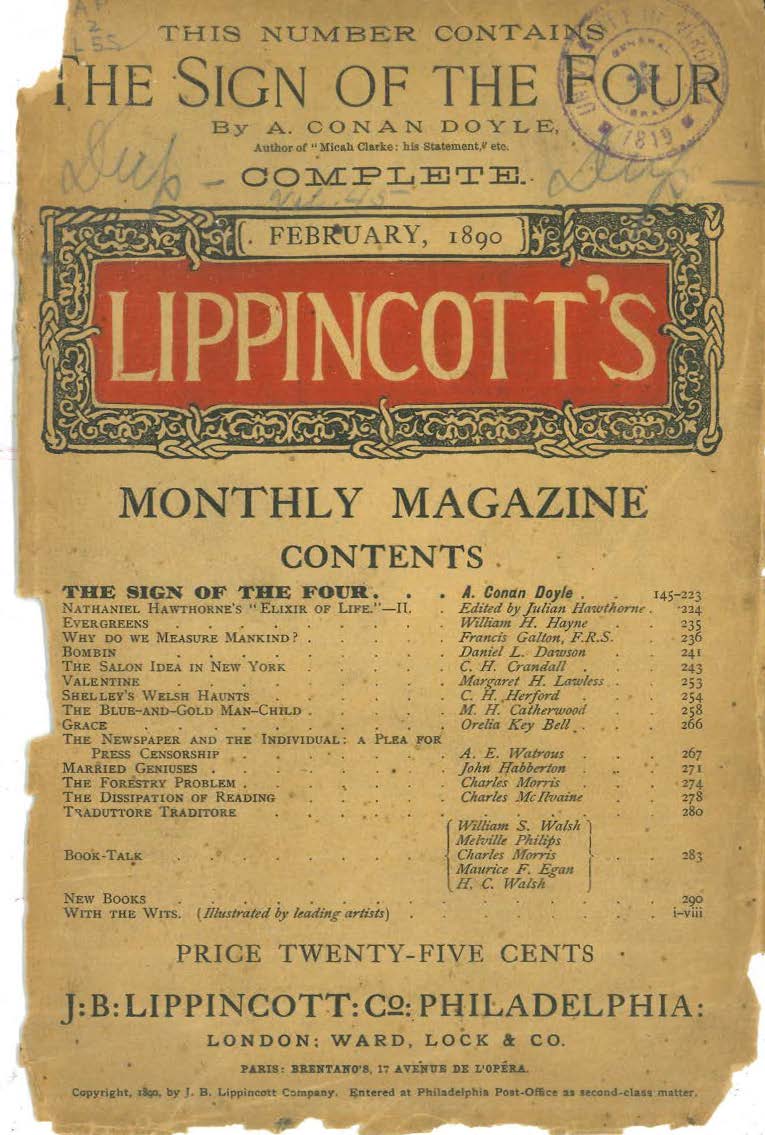 AP
2
L55
THIS NUMBER CONTAINS
THE SIGN OF THE FOUR
By A. CONAN DOYLE,
Author of "Micah Clarke: his Statement," etc.
COMPLETE.
Dup - Dup -
Vol. 45
GENERAL
1819
FEBRUARY, 1890
LIPPINCOTT'S
MONTHLY MAGAZINE
CONTENTS
THE SIGN OF THE FOUR . . . A. Conan Doyle . . 145-223
NATHANIEL HAWTHORNE'S "ELIXIR OF LIFE."—II. . Edited by Julian Hawthorne . 224
EVERGREENS . . . . . . . William H. Hayne . . 235
WHY DO WE MEASURE MANKIND? . . . . Francis Galton, F.R.S. . 236
BOMBIN . . . . . . . Daniel L. Dawson . . 241
THE SALON IDEA IN NEW YORK . . . . C. H. Crandall . . 243
VALENTINE . . . . . . . Margaret H. Lawless . . 253
SHELLEY'S WELSH HAUNTS . . . . . C. H. Herford . . 254
THE BLUE-AND-GOLD MAN-CHILD . . . . M. H. Catherwood . . 258
GRACE . . . . . . . Orelia Key Bell . . 266
THE NEWSPAPER AND THE INDIVIDUAL: A PLEA FOR
PRESS CENSORSHIP . . . . . A. E. Watrous . . 267
MARRIED GENIUSES . . . . . . John Habberton . . 271
THE FORESTRY PROBLEM . . . . . Charles Morris . . 274
THE DISSIPATION OF READING . . . . Charles McIlvaine . . 278
TRADUTTORE TRADITORE . . . . . 280
William S. Walsh
Melville Philips
BOOK-TALK . . . . . . Charles Morris . . 283
Maurice F. Egan
H. C. Walsh
NEW BOOKS . . . . . . . 290
WITH THE WITS. (Illustrated by leading artists) . . . . . . i-viii
PRICE TWENTY-FIVE CENTS
J:B:LIPPINCOTT:Co:PHILADELPHIA:
LONDON: WARD, LOCK & CO.
PARIS: BRENTANO'S, 17 AVENUE DE L'OPÉRA.
Copyright, 1890, by J. B. Lippincott Company. Entered at Philadelphia Post-Office as second-class matter.